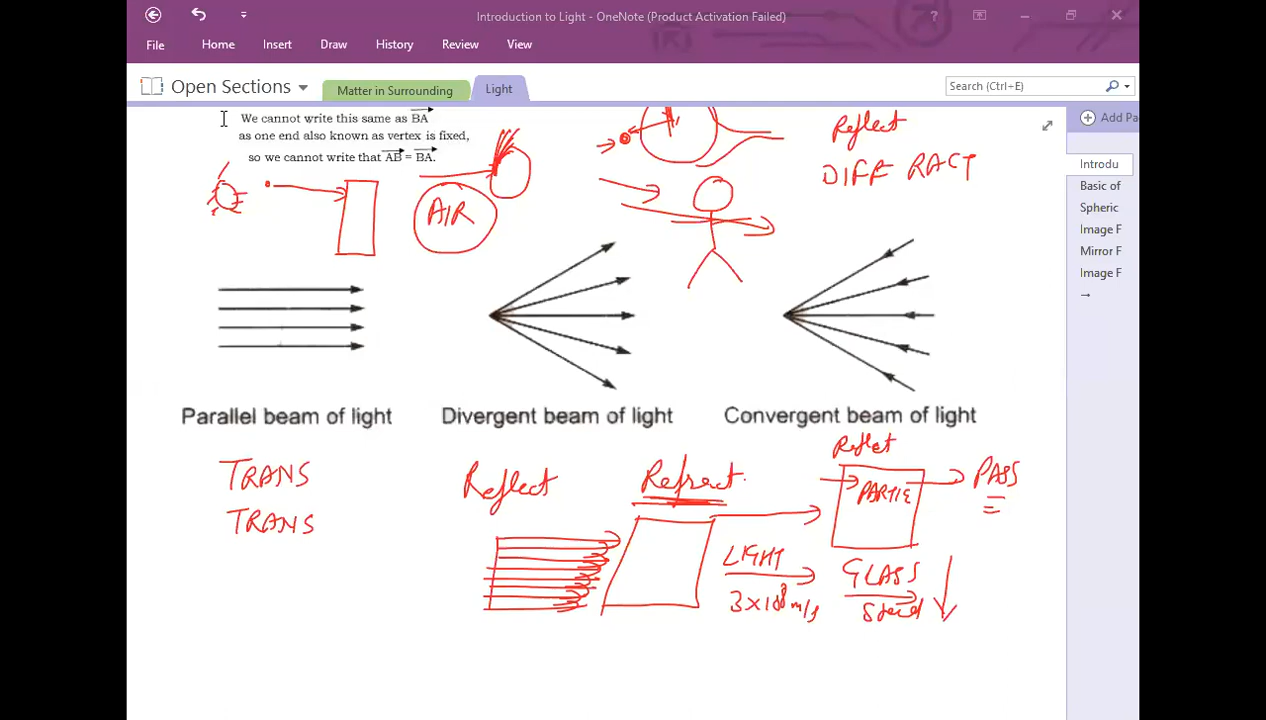 Introduction to Light - OneNote (Product Activation Failed)
?
File Home Insert Draw History Review View
Open Sections Matter in Surrounding Light Search (Ctrl+E)
Add Pa
We cannot write this same as BA
as one end also known as vertex is fixed,
so we cannot write that AB = BA.
Reflect
DIFF RACT
AIR
Introdu
Basic of
Spheric
Image F
Mirror F
Image F
→
Parallel beam of light Divergent beam of light Convergent beam of light
TRANS
TRANS
Reflect
Refract
Reflet
PARTIE
PASS
LIGHT
3×10⁸ m/s
GLASS
Speed ↓